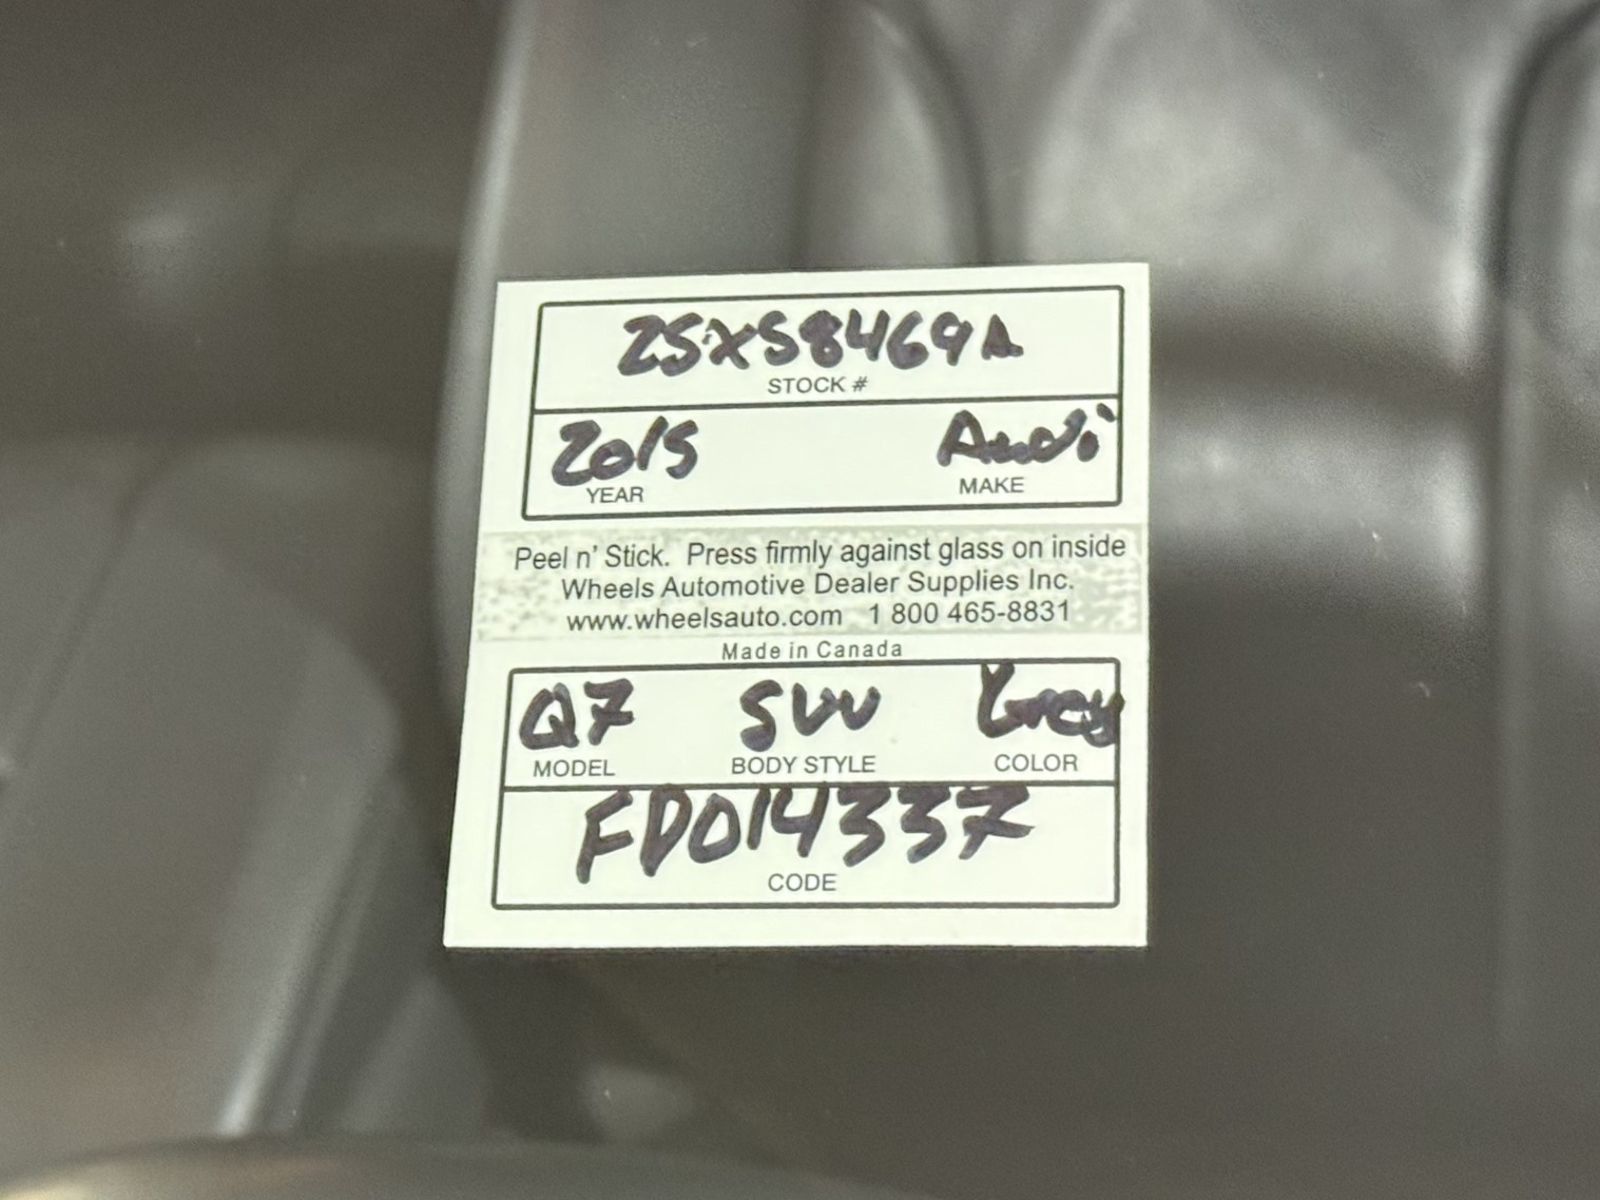 25XS8469A
STOCK #
2015 Audi
YEAR MAKE
Peel n' Stick. Press firmly against glass on inside
Wheels Automotive Dealer Supplies Inc.
www.wheelsauto.com 1 800 465-8831
Made in Canada
Q7 SUV Grey
MODEL BODY STYLE COLOR
FD014337
CODE